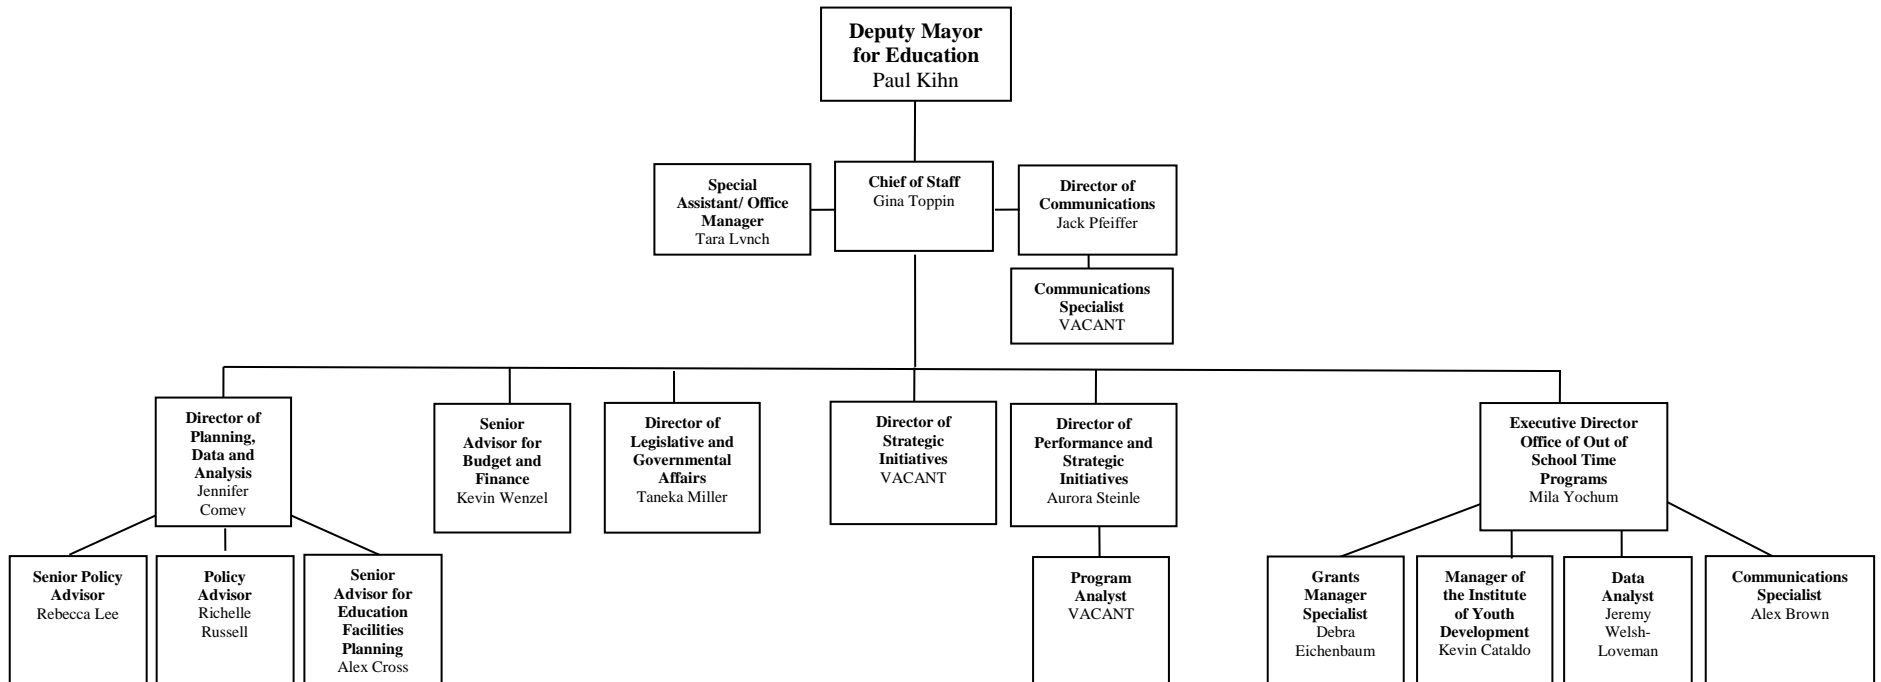 Deputy Mayor
for Education
Paul Kihn
Special
Assistant/ Office
Manager
Tara Lynch
Chief of Staff
Gina Toppin
Director of
Communications
Jack Pfeiffer
Communications
Specialist
VACANT
Director of
Planning,
Data and
Analysis
Jennifer
Comey
Senior
Advisor for
Budget and
Finance
Kevin Wenzel
Director of
Legislative and
Governmental
Affairs
Taneka Miller
Director of
Strategic
Initiatives
VACANT
Director of
Performance and
Strategic
Initiatives
Aurora Steinle
Executive Director
Office of Out of
School Time
Programs
Mila Yochum
Senior Policy
Advisor
Rebecca Lee
Policy
Advisor
Richelle
Russell
Senior
Advisor for
Education
Facilities
Planning
Alex Cross
Program
Analyst
VACANT
Grants
Manager
Specialist
Debra
Eichenbaum
Manager of
the Institute
of Youth
Development
Kevin Cataldo
Data
Analyst
Jeremy
Welsh-
Loveman
Communications
Specialist
Alex Brown